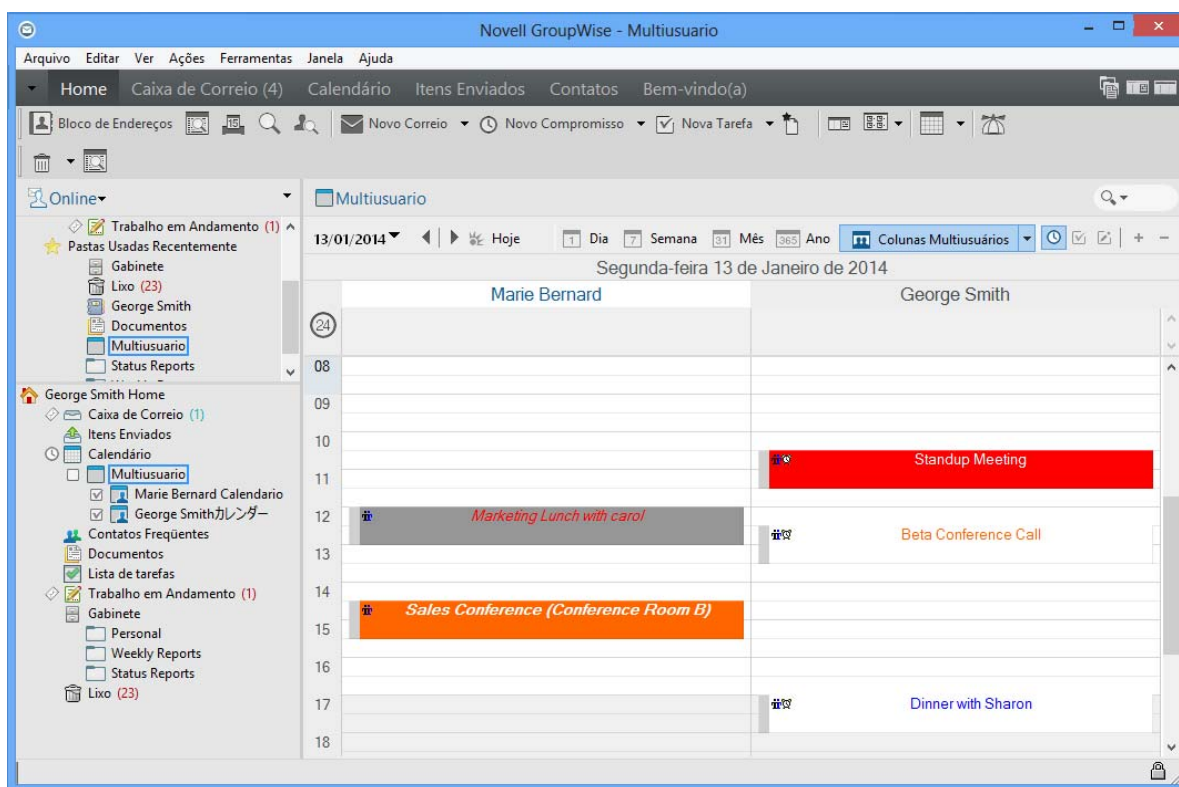 Novell GroupWise - Multiusuario
Arquivo Editar Ver Ações Ferramentas Janela Ajuda
Home Caixa de Correio (4) Calendário Itens Enviados Contatos Bem-vindo(a)
Bloco de Endereços 15 Novo Correio Novo Compromisso Nova Tarefa
Online
Trabalho em Andamento (1)
Pastas Usadas Recentemente
Gabinete
Lixo (23)
George Smith
Documentos
Multiusuario
Status Reports
George Smith Home
Caixa de Correio (1)
Itens Enviados
Calendário
Multiusuario
Marie Bernard Calendario
George Smithカレンダー
Contatos Freqüentes
Documentos
Lista de tarefas
Trabalho em Andamento (1)
Gabinete
Personal
Weekly Reports
Status Reports
Lixo (23)
Multiusuario
13/01/2014 Hoje 1 Dia 7 Semana 31 Mês 365 Ano Colunas Multiusuários
Segunda-feira 13 de Janeiro de 2014
Marie Bernard George Smith
24
08
09
10
Standup Meeting
11
12 Marketing Lunch with carol
Beta Conference Call
13
14
Sales Conference (Conference Room B)
15
16
17 Dinner with Sharon
18